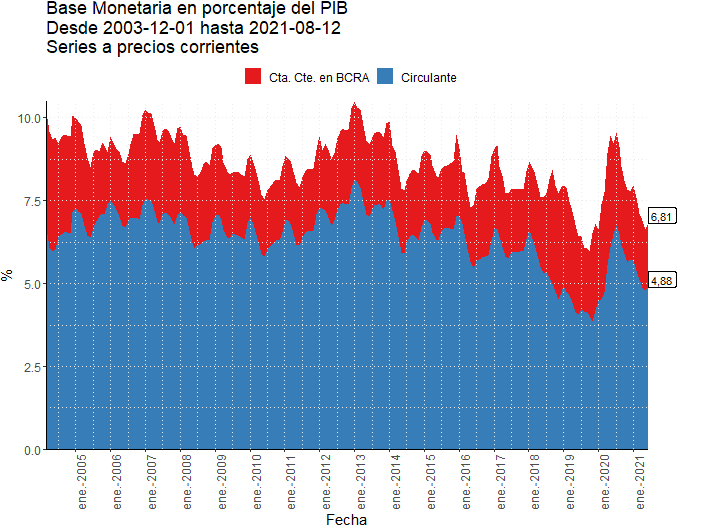 Base Monetaria en porcentaje del PIB
Desde 2003-12-01 hasta 2021-08-12
Series a precios corrientes
Cta. Cte. en BCRA
Circulante
10.0
7.5
5.0
2.5
0.0
%
6,81
4,88
ene.-2005
ene.-2006
ene.-2007
ene.-2008
ene.-2009
ene.-2010
ene.-2011
ene.-2012
ene.-2013
ene.-2014
ene.-2015
ene.-2016
ene.-2017
ene.-2018
ene.-2019
ene.-2020
ene.-2021
Fecha